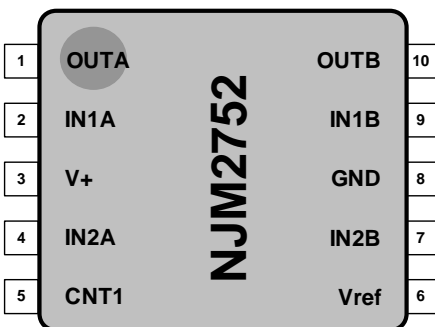 1 OUTA OUTB 10
2 IN1A IN1B 9
3 V+ GND 8
4 IN2A IN2B 7
5 CNT1 Vref 6
NJM2752